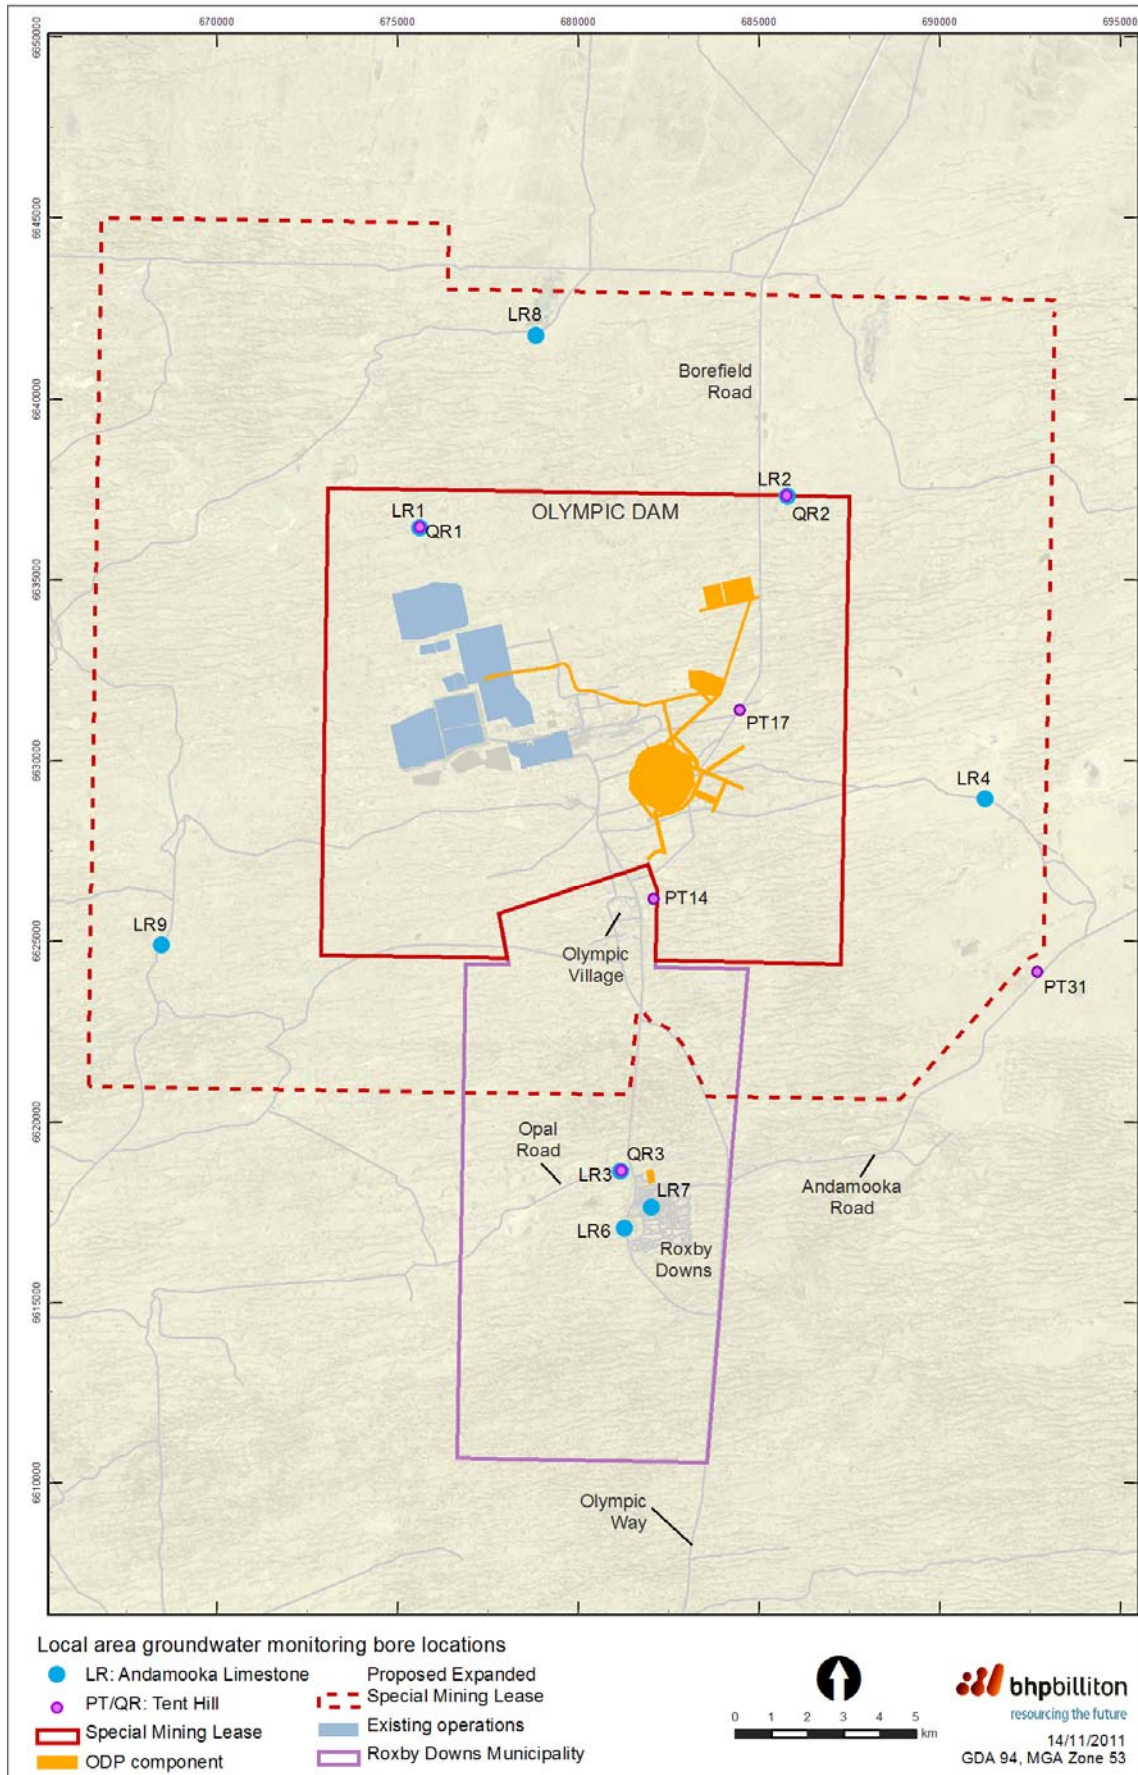 670000
675000
680000
685000
690000
695000
6650000
6645000
6640000
6635000
6630000
6625000
6620000
6615000
6610000
LR8
Borefield
Road
LR2
QR2
LR1
QR1
OLYMPIC DAM
PT17
LR4
PT14
LR9
Olympic
Village
PT31
Opal
Road
QR3
LR3
LR7
LR6
Andamooka
Road
Roxby
Downs
Olympic
Way
Local area groundwater monitoring bore locations
LR: Andamooka Limestone
PT/QR: Tent Hill
Special Mining Lease
ODP component
Proposed Expanded
Special Mining Lease
Existing operations
Roxby Downs Municipality
0 1 2 3 4 5
km
bhpbilliton
resourcing the future
14/11/2011
GDA 94, MGA Zone 53